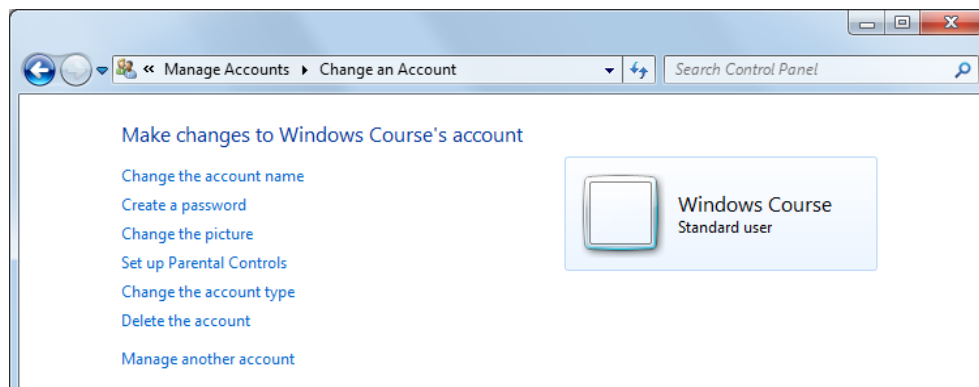 « Manage Accounts ▸ Change an Account
Search Control Panel
Make changes to Windows Course's account
Change the account name
Create a password
Change the picture
Set up Parental Controls
Change the account type
Delete the account
Manage another account
Windows Course
Standard user